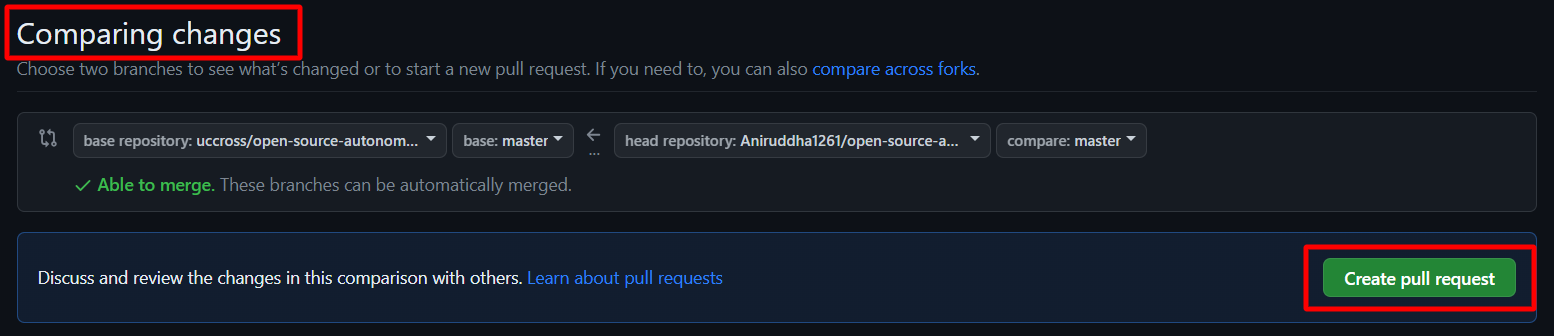 Comparing changes
Choose two branches to see what's changed or to start a new pull request. If you need to, you can also compare across forks.
base repository: uccross/open-source-autonom... base: master ... head repository: Aniruddha1261/open-source-a... compare: master
Able to merge. These branches can be automatically merged.
Discuss and review the changes in this comparison with others. Learn about pull requests Create pull request